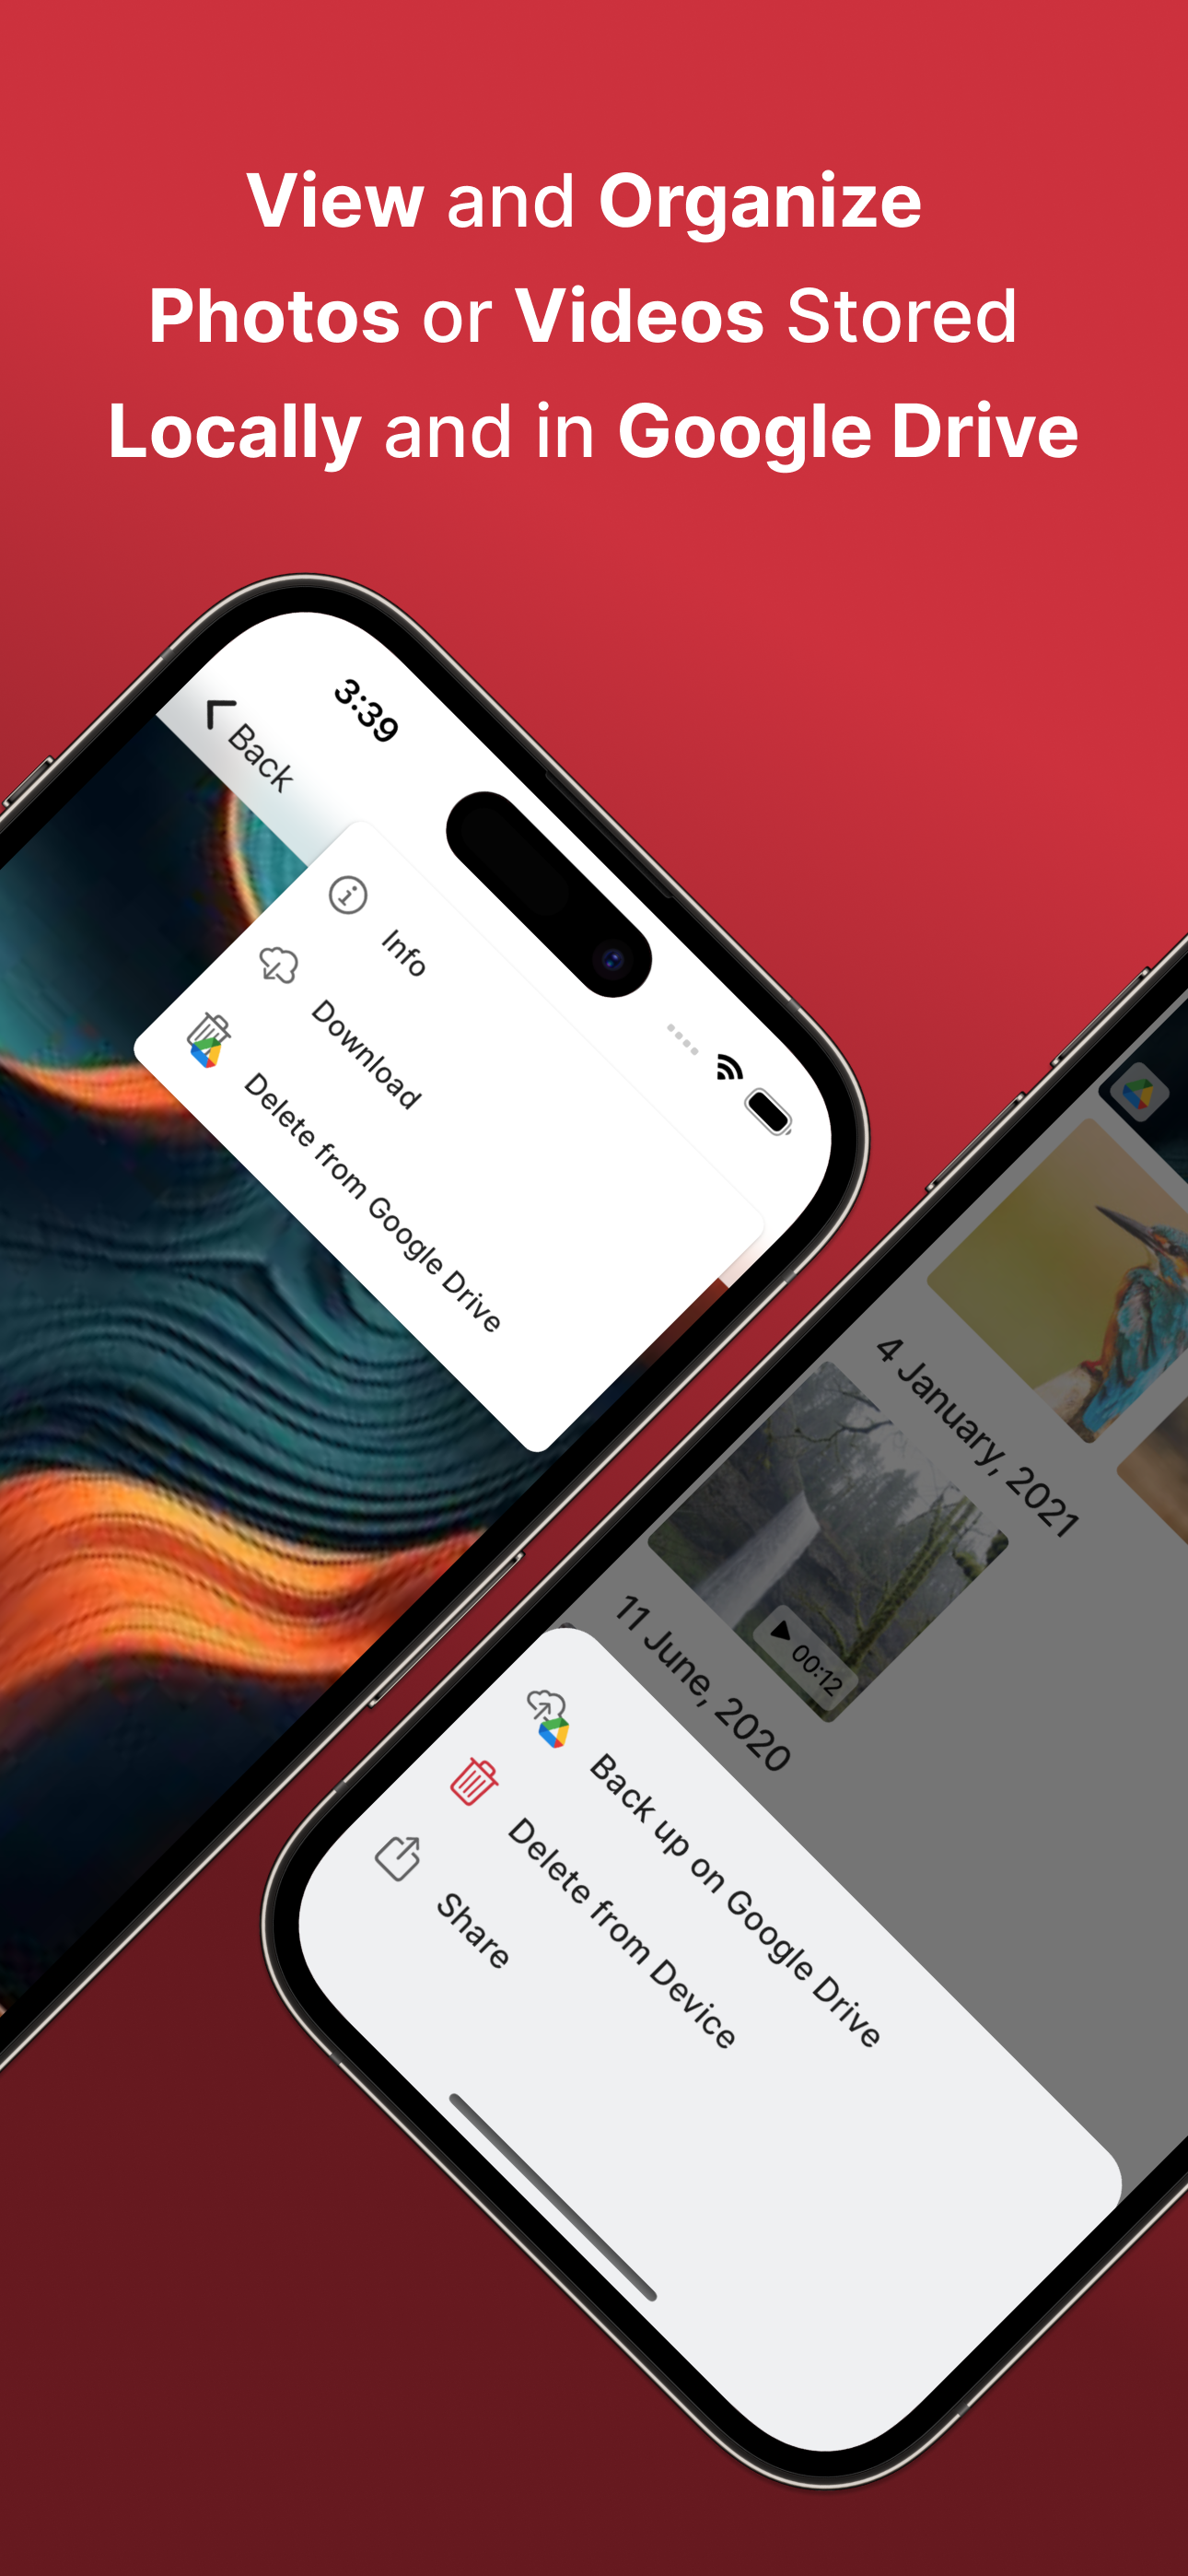 View and Organize
Photos or Videos Stored
Locally and in Google Drive
3:39
Back
Info
Download
Delete from Google Drive
4 January, 2021
00:12
11 June, 2020
Back up on Google Drive
Delete from Device
Share